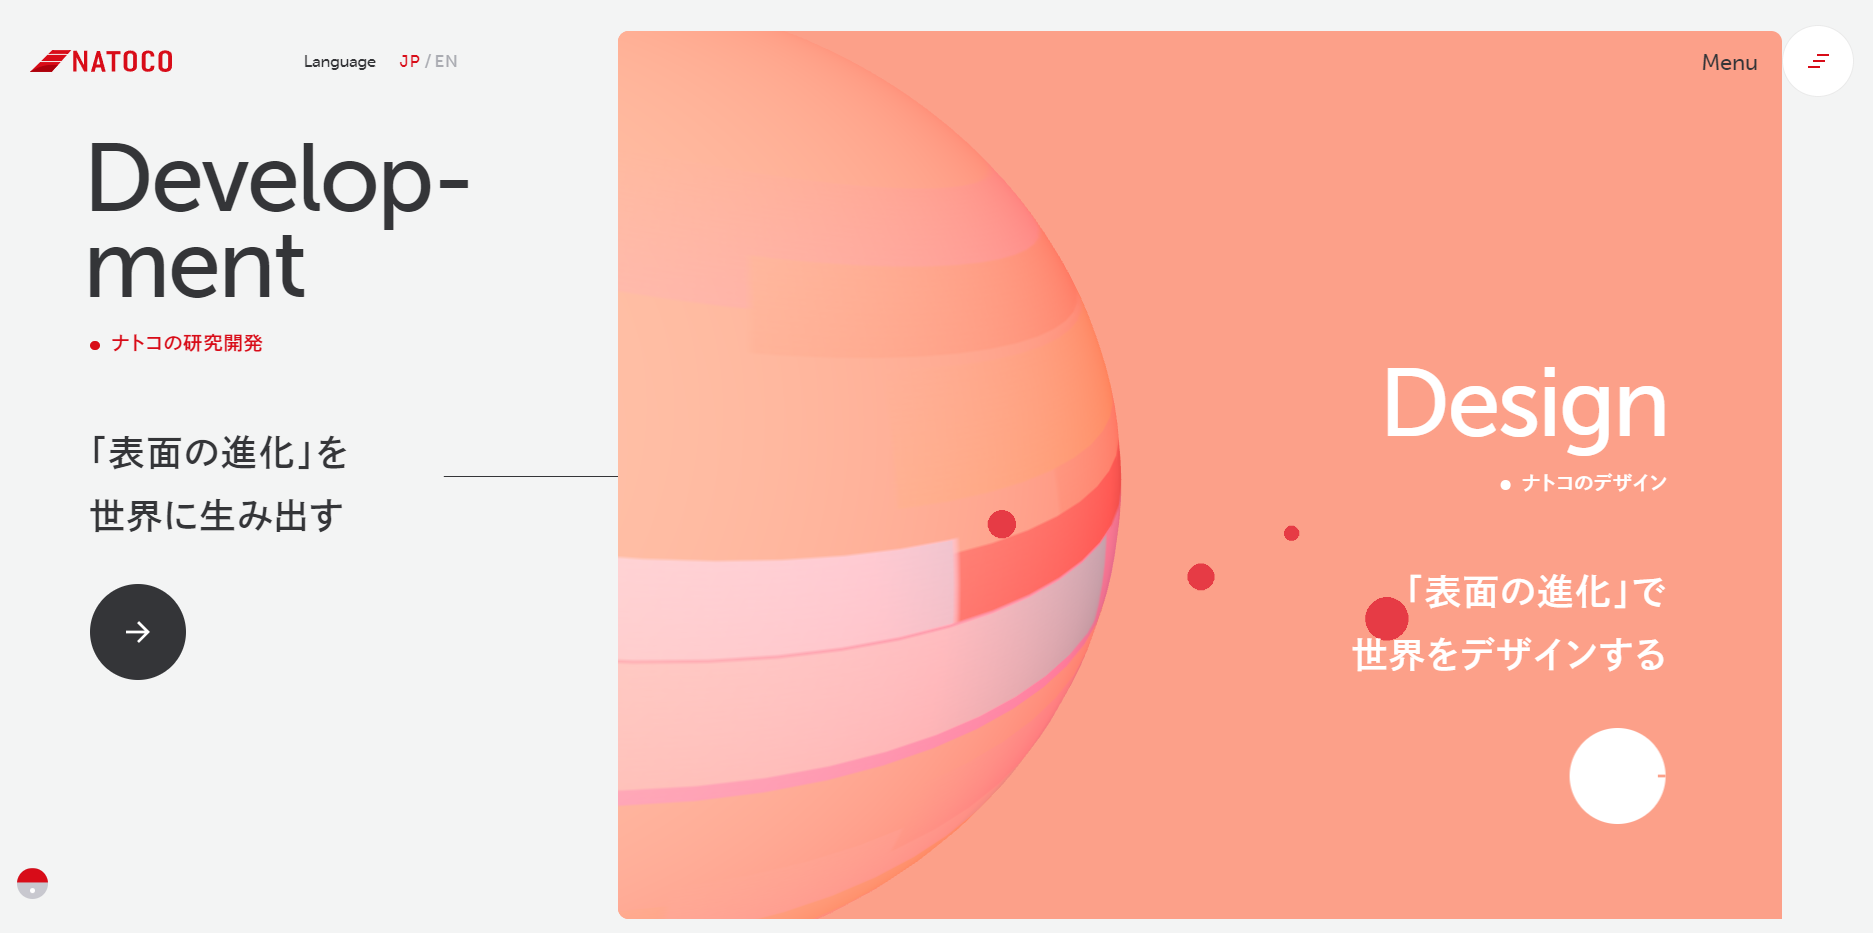 NATOCO
Language JP / EN
Menu
Develop-
ment
ナトコの研究開発
「表面の進化」を
世界に生み出す
Design
ナトコのデザイン
「表面の進化」で
世界をデザインする